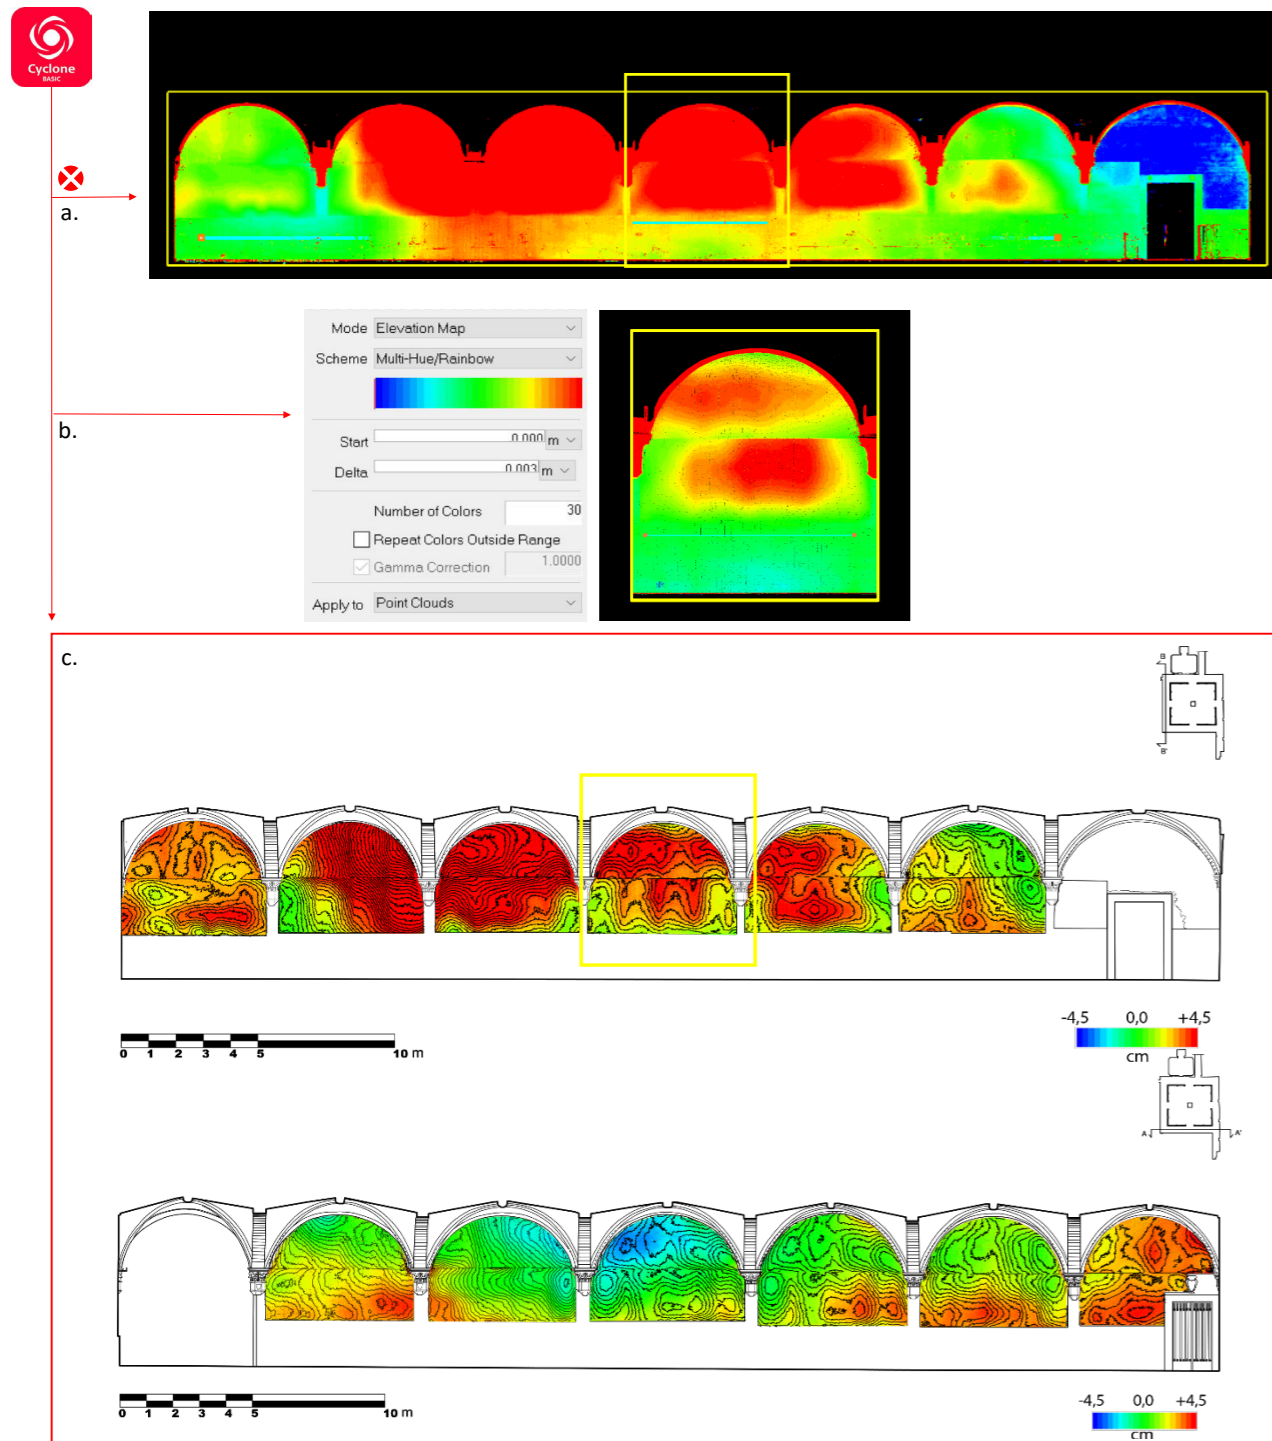 Cyclone
BASIC
a.
b.
Mode Elevation Map
Scheme Multi-Hue/Rainbow
Start 0.000 m
Delta 0.003 m
Number of Colors 30
Repeat Colors Outside Range
Gamma Correction 1.0000
Apply to Point Clouds
c.
B
B'
-4,5 0,0 +4,5
cm
0 1 2 3 4 5 10 m
A A'
-4,5 0,0 +4,5
cm
0 1 2 3 4 5 10 m